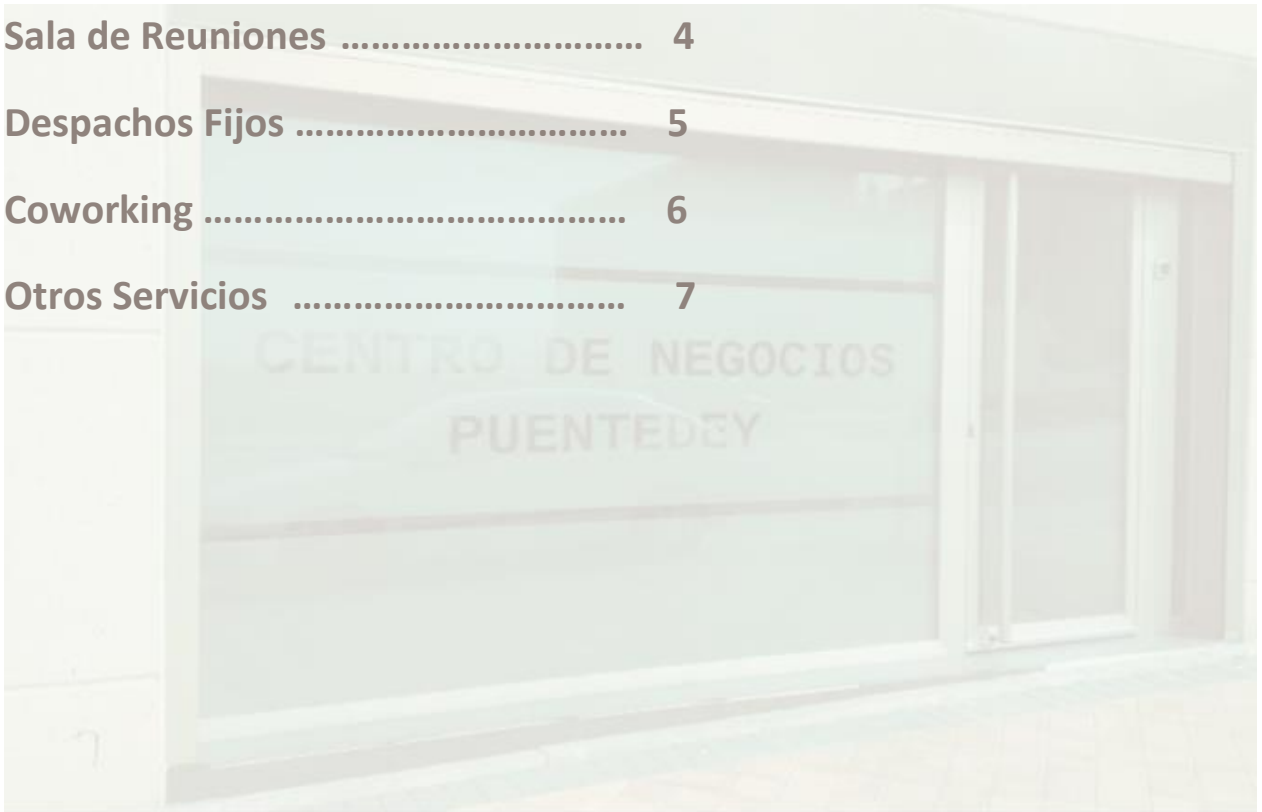 Sala de Reuniones ………………………… 4
Despachos Fijos …………………………… 5
Coworking …………………………………… 6
Otros Servicios …………………………… 7
CENTRO DE NEGOCIOS
PUENTEDEY